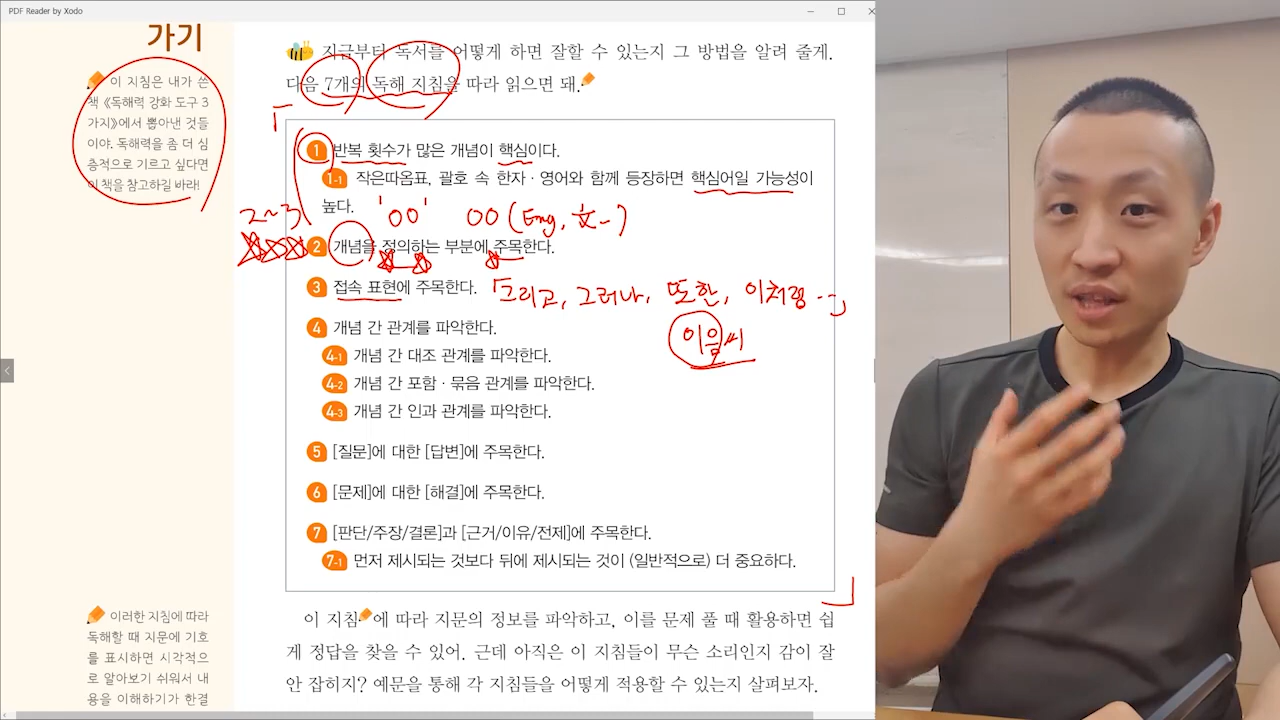 PDF Reader by Xodo
가기
이 지침은 내가 쓴
책 《독해력 강화 도구 3
가지》에서 뽑아낸 것들
이야. 독해력을 좀 더 심
층적으로 기르고 싶다면
이 책을 참고하길 바라!
지금부터 독서를 어떻게 하면 잘할 수 있는지 그 방법을 알려 줄게.
다음 7개의 독해 지침을 따라 읽으면 돼.
1 반복 횟수가 많은 개념이 핵심이다.
1-1 작은따옴표, 괄호 속 한자·영어와 함께 등장하면 핵심어일 가능성이
높다. 'OO' OO (Eng, 
2~3
2 개념을 정의하는 부분에 주목한다.
3 접속 표현에 주목한다. 「그리고, 그러나, 또한, 이처럼 …」
이음씨
4 개념 간 관계를 파악한다.
4-1 개념 간 대조 관계를 파악한다.
4-2 개념 간 포함·묶음 관계를 파악한다.
4-3 개념 간 인과 관계를 파악한다.
5 [질문]에 대한 [답변]에 주목한다.
6 [문제]에 대한 [해결]에 주목한다.
7 [판단/주장/결론]과 [근거/이유/전제]에 주목한다.
7-1 먼저 제시되는 것보다 뒤에 제시되는 것이 (일반적으로) 더 중요하다.
이 지침에 따라 지문의 정보를 파악하고, 이를 문제 풀 때 활용하면 쉽
게 정답을 찾을 수 있어. 근데 아직은 이 지침들이 무슨 소리인지 감이 잘
안 잡히지? 예문을 통해 각 지침들을 어떻게 적용할 수 있는지 살펴보자.
이러한 지침에 따라
독해할 때 지문에 기호
를 표시하면 시각적으
로 알아보기 쉬워서 내
용을 이해하기가 한결